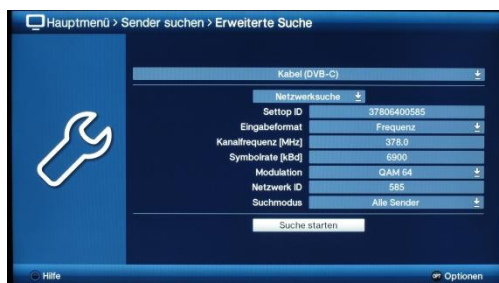 Hauptmenü > Sender suchen > Erweiterte Suche
Kabel (DVB-C)
Netzwerksuche
Settop ID 37806400585
Eingabeformat Frequenz
Kanalfrequenz [MHz] 378.0
Symbolrate [kBd] 6900
Modulation QAM 64
Netzwerk ID 585
Suchmodus Alle Sender
Suche starten
Hilfe
OPT Optionen